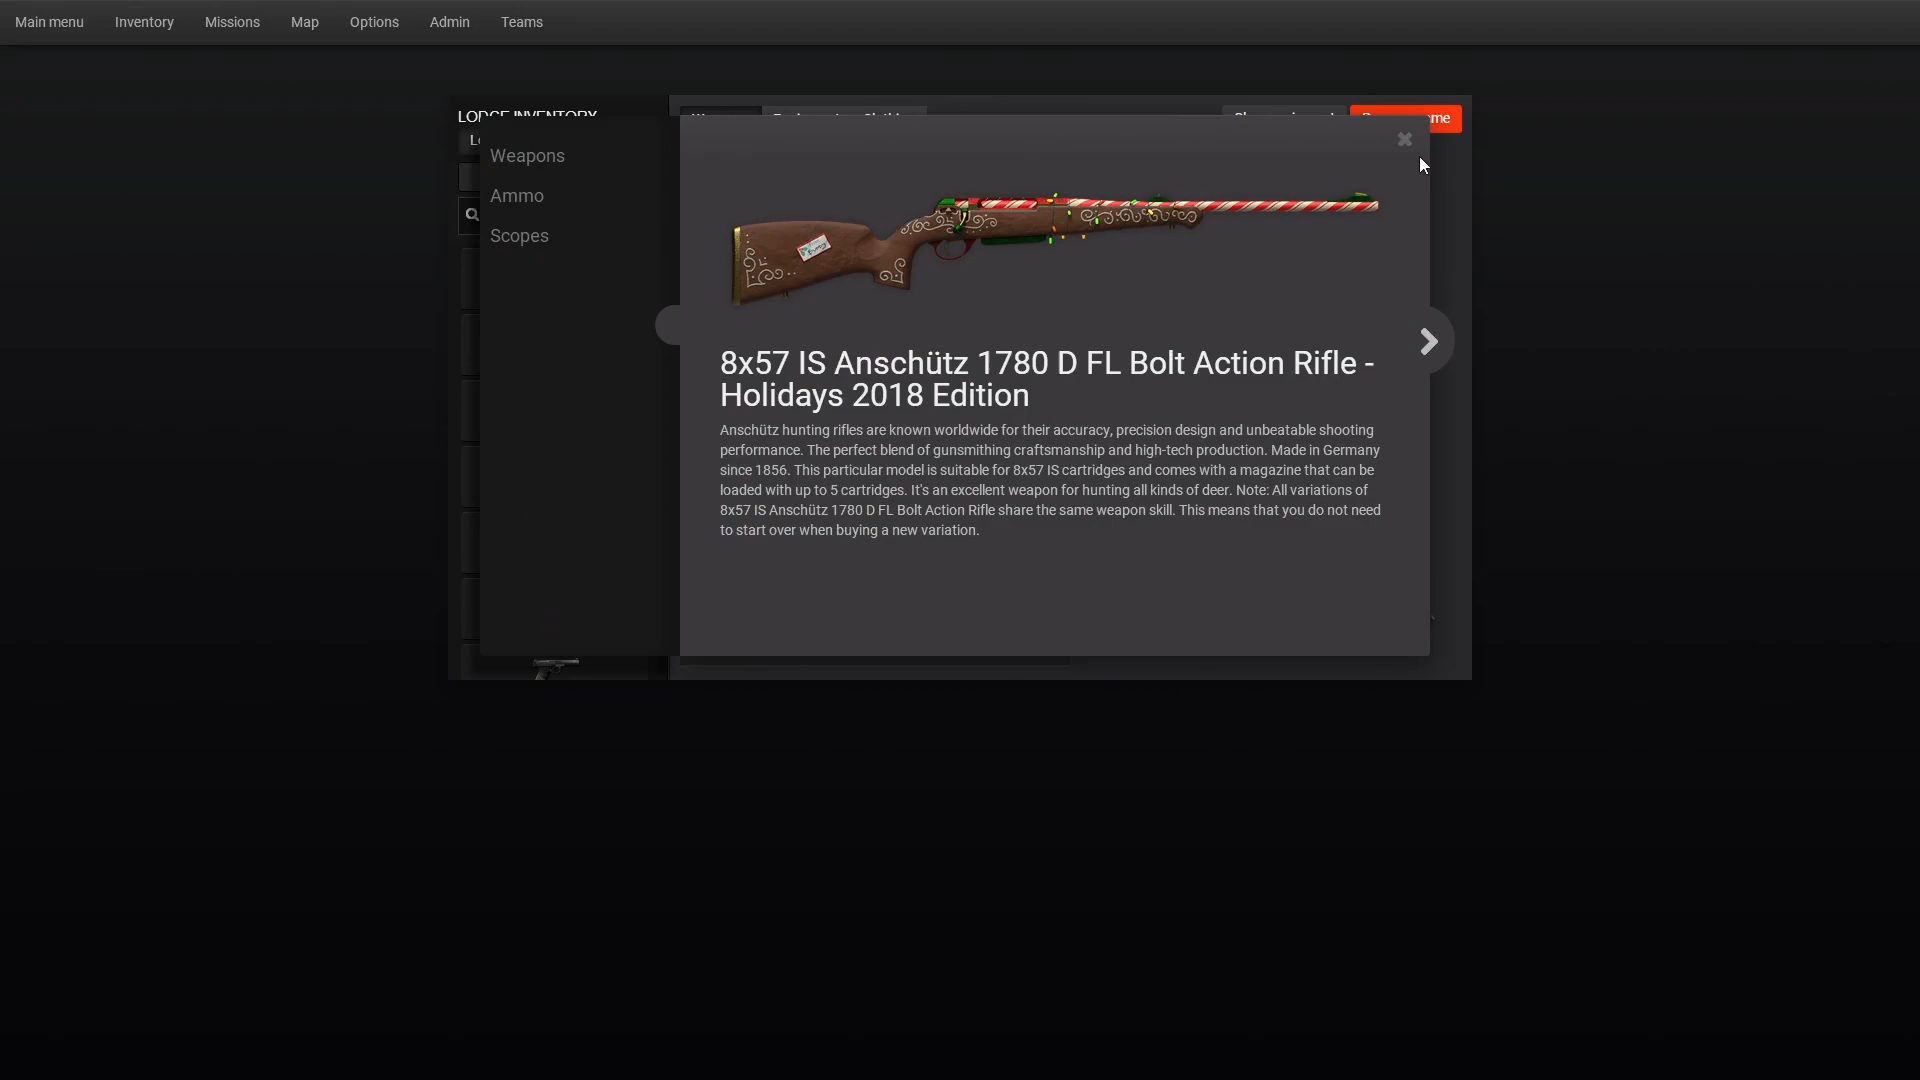 Main menu Inventory Missions Map Options Admin Teams
LODGE INVENTORY
Weapons
Ammo
Scopes
8x57 IS Anschütz 1780 D FL Bolt Action Rifle -
Holidays 2018 Edition
Anschütz hunting rifles are known worldwide for their accuracy, precision design and unbeatable shooting
performance. The perfect blend of gunsmithing craftsmanship and high-tech production. Made in Germany
since 1856. This particular model is suitable for 8x57 IS cartridges and comes with a magazine that can be
loaded with up to 5 cartridges. It's an excellent weapon for hunting all kinds of deer. Note: All variations of
8x57 IS Anschütz 1780 D FL Bolt Action Rifle share the same weapon skill. This means that you do not need
to start over when buying a new variation.